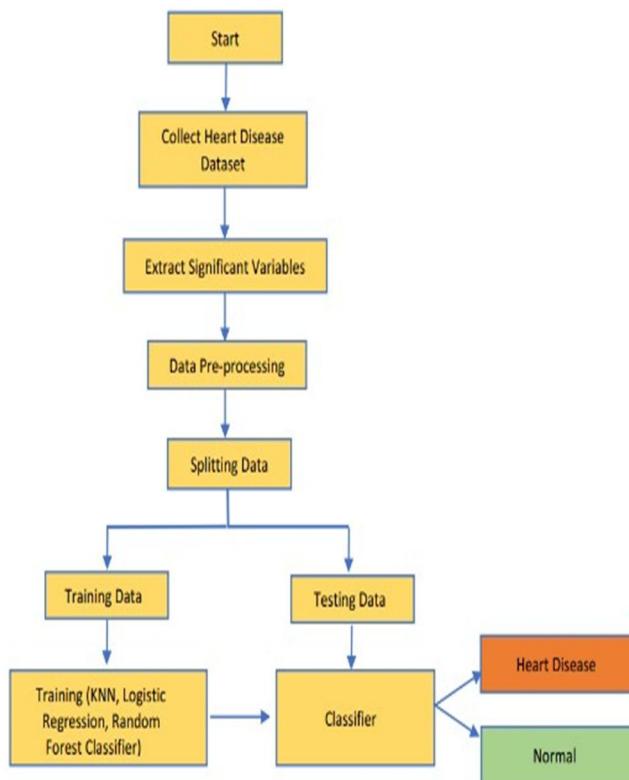 Start
Collect Heart Disease
Dataset
Extract Significant Variables
Data Pre-processing
Splitting Data
Training Data
Testing Data
Training (KNN, Logistic
Regression, Random
Forest Classifier)
Classifier
Heart Disease
Normal